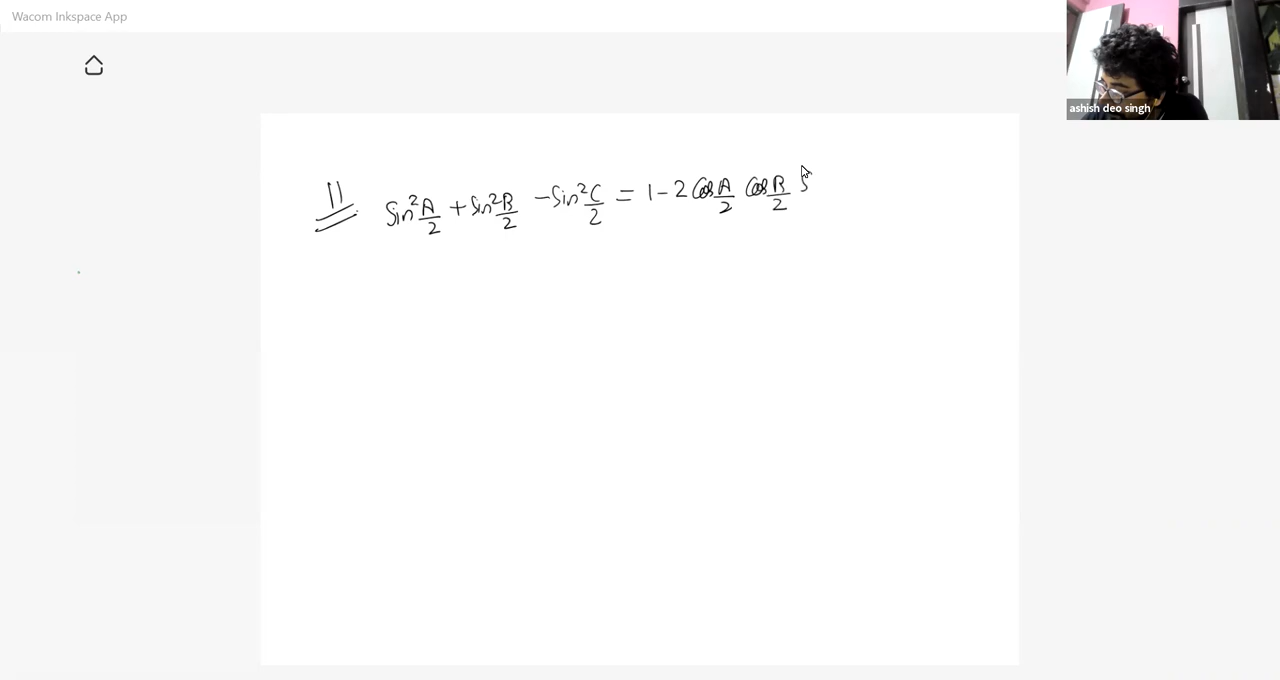 Wacom Inkspace App
ashish deo singh
11 Sin²A/2 + Sin²B/2 - Sin²C/2 = 1 - 2 Cos A/2 Cos B/2 S